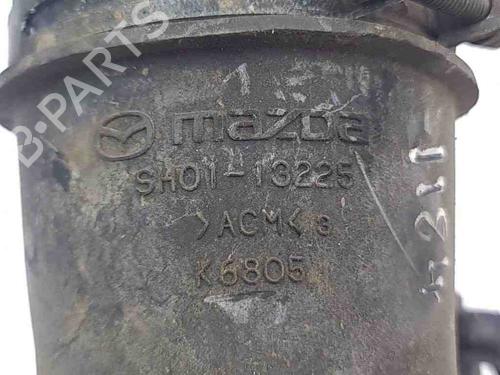 B-PARTS
mazda
SH01-13225
>ACM< 3
K6805